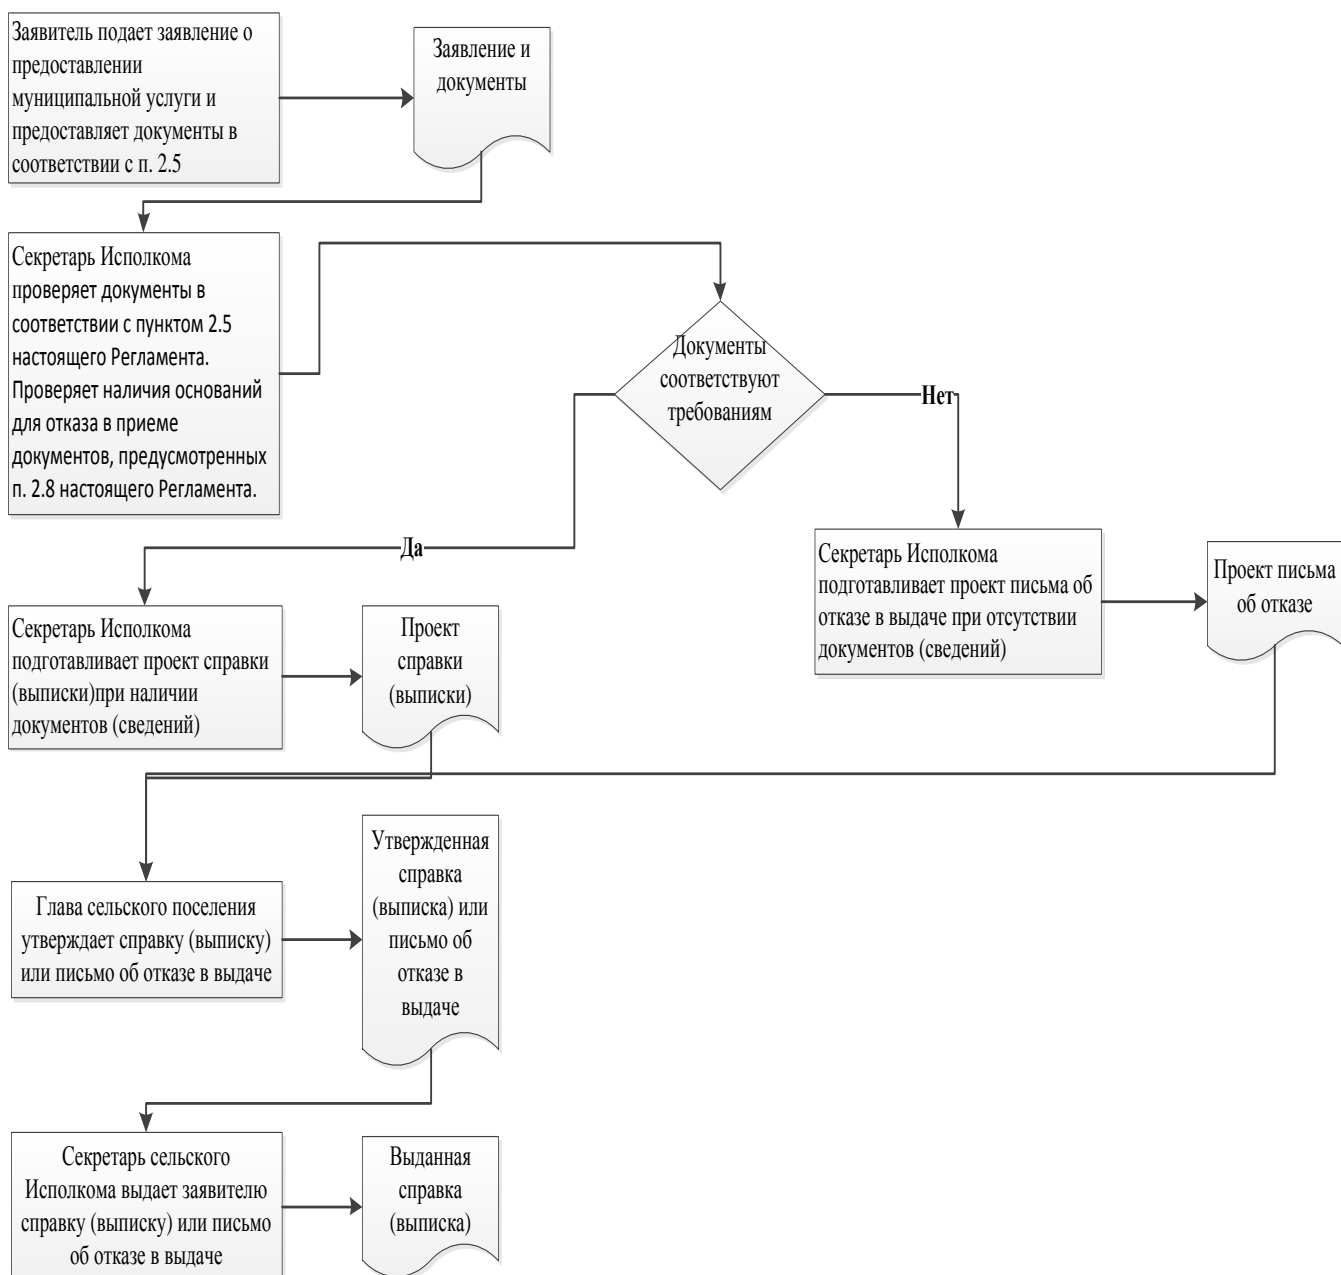 Заявитель подает заявление о
предоставлении
муниципальной услуги и
предоставляет документы в
соответствии с п. 2.5
Заявление и
документы
Секретарь Исполкома
проверяет документы в
соответствии с пунктом 2.5
настоящего Регламента.
Проверяет наличия оснований
для отказа в приеме
документов, предусмотренных
п. 2.8 настоящего Регламента.
Документы
соответствуют
требованиям
Нет
Да
Секретарь Исполкома
подготавливает проект письма об
отказе в выдаче при отсутствии
документов (сведений)
Проект письма
об отказе
Секретарь Исполкома
подготавливает проект справки
(выписки)при наличии
документов (сведений)
Проект
справки
(выписки)
Глава сельского поселения
утверждает справку (выписку)
или письмо об отказе в выдаче
Утвержденная
справка
(выписка) или
письмо об
отказе в
выдаче
Секретарь сельского
Исполкома выдает заявителю
справку (выписку) или письмо
об отказе в выдаче
Выданная
справка
(выписка)